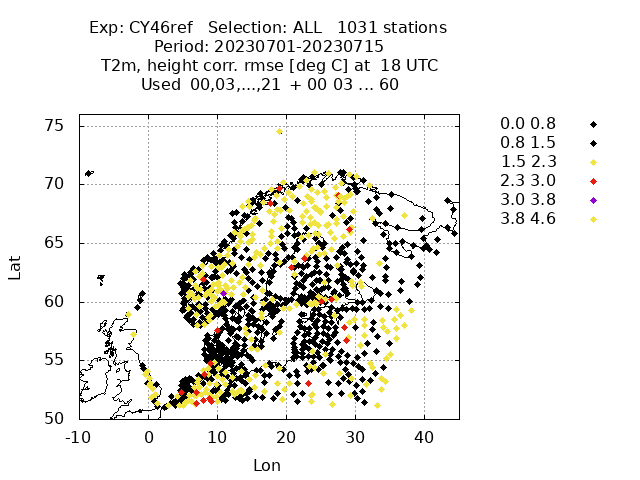 Exp: CY46ref   Selection: ALL   1031 stations
Period: 20230701-20230715
T2m, height corr. rmse [deg C] at  18 UTC
Used  00,03,...,21  + 00 03 ... 60
0.0 0.8
0.8 1.5
1.5 2.3
2.3 3.0
3.0 3.8
3.8 4.6
75
70
65
60
55
50
Lat
-10 0 10 20 30 40
Lon